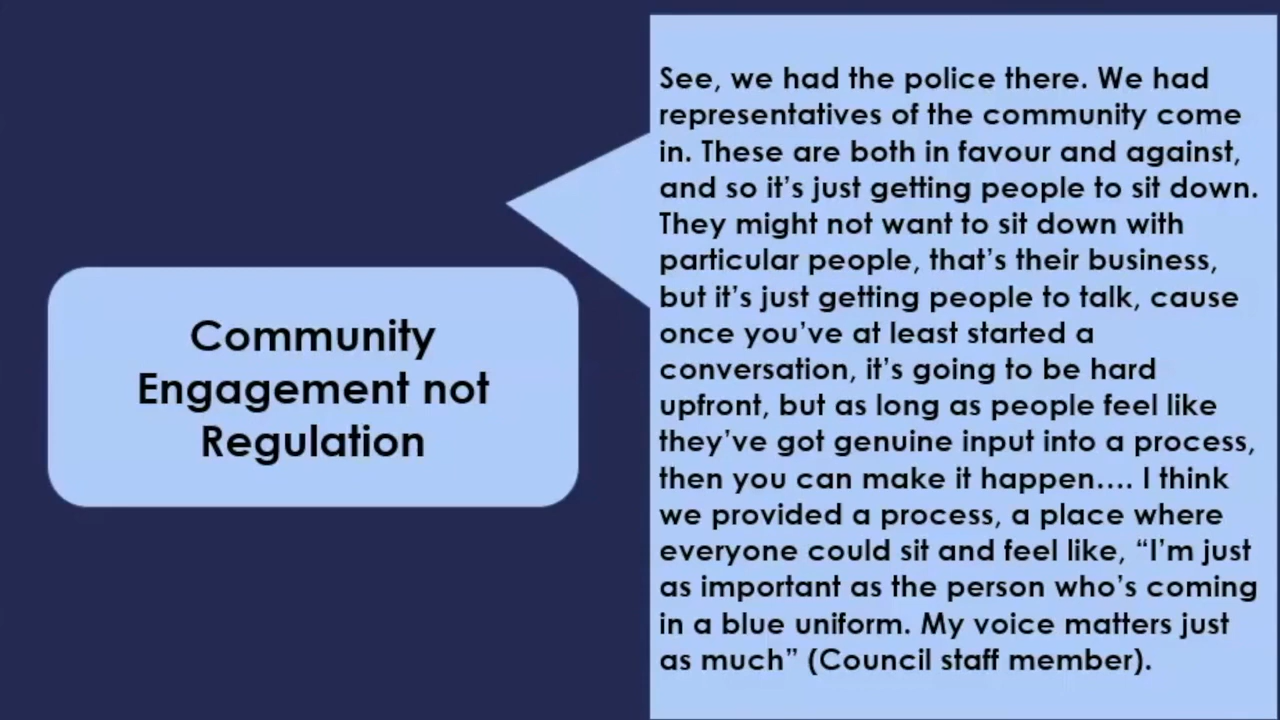 Community
Engagement not
Regulation
See, we had the police there. We had
representatives of the community come
in. These are both in favour and against,
and so it’s just getting people to sit down.
They might not want to sit down with
particular people, that’s their business,
but it’s just getting people to talk, cause
once you’ve at least started a
conversation, it’s going to be hard
upfront, but as long as people feel like
they’ve got genuine input into a process,
then you can make it happen…. I think
we provided a process, a place where
everyone could sit and feel like, “I’m just
as important as the person who’s coming
in a blue uniform. My voice matters just
as much” (Council staff member).